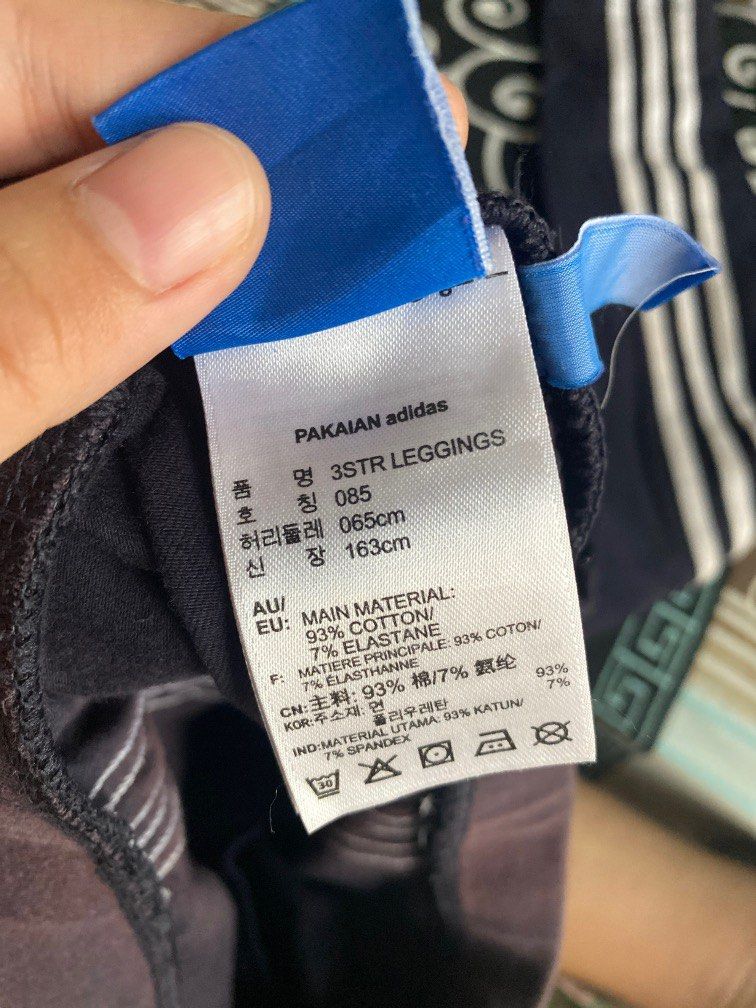 PAKAIAN adidas
품 명 3STR LEGGINGS
호 칭 085
허리둘레 065cm
신 장 163cm
AU/
EU: MAIN MATERIAL:
93% COTTON/
7% ELASTANE
F: MATIERE PRINCIPALE: 93% COTON/
7% ELASTHANNE
CN: 主料: 93% 棉/7% 氨纶
KOR: 주소재: 면 93%
폴리우레탄 7%
IND: MATERIAL UTAMA: 93% KATUN/
7% SPANDEX
30